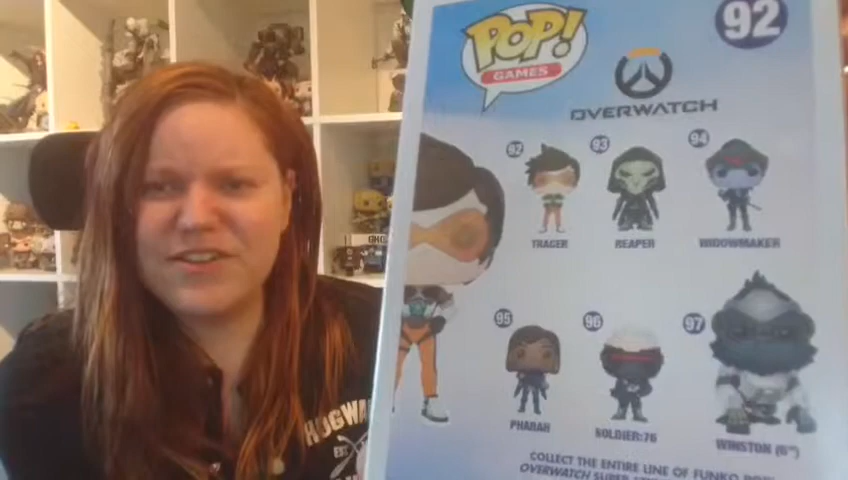 POP!
GAMES
92
OVERWATCH
92
93
94
TRACER
REAPER
WIDOWMAKER
95
96
97
PHARAH
SOLDIER:76
WINSTON (6")
COLLECT THE ENTIRE LINE OF FUNKO POP!
OVERWATCH
HOGWA
EST